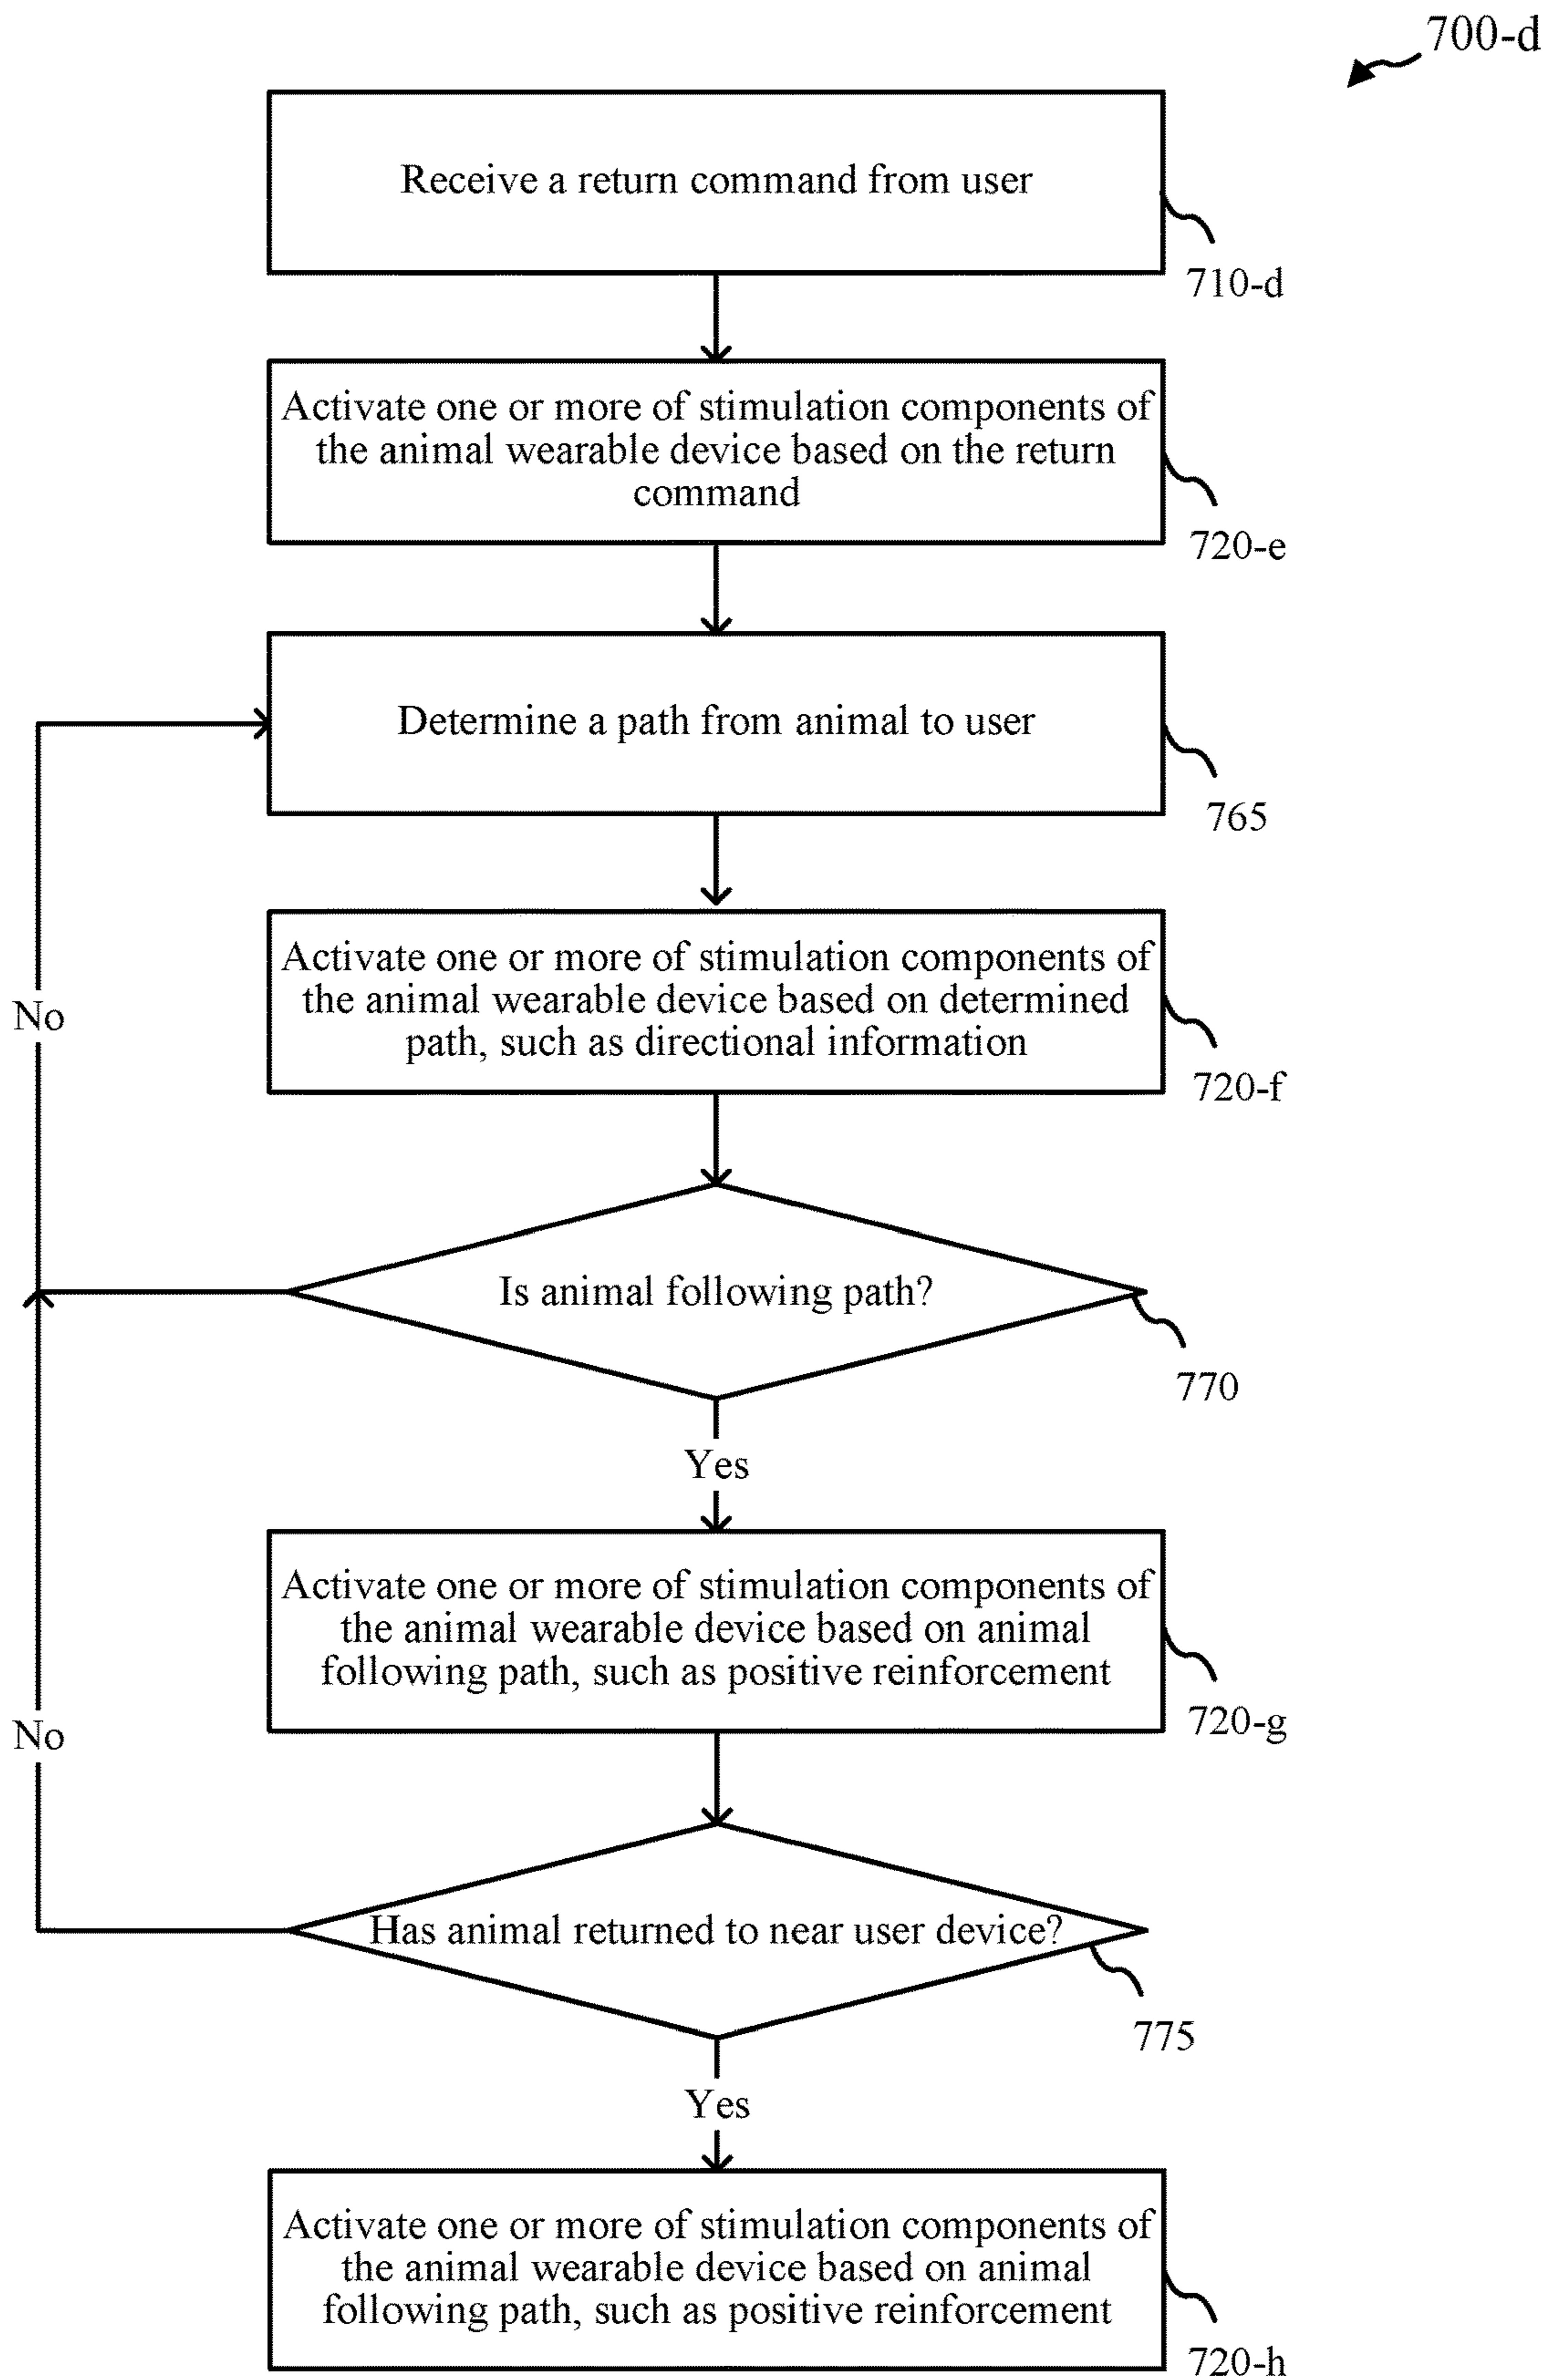 700-d
Receive a return command from user
710-d
Activate one or more of stimulation components of
the animal wearable device based on the return
command
720-e
Determine a path from animal to user
765
Activate one or more of stimulation components of
the animal wearable device based on determined
path, such as directional information
720-f
No
Is animal following path?
770
Yes
Activate one or more of stimulation components of
the animal wearable device based on animal
following path, such as positive reinforcement
720-g
No
Has animal returned to near user device?
775
Yes
Activate one or more of stimulation components of
the animal wearable device based on animal
following path, such as positive reinforcement
720-h